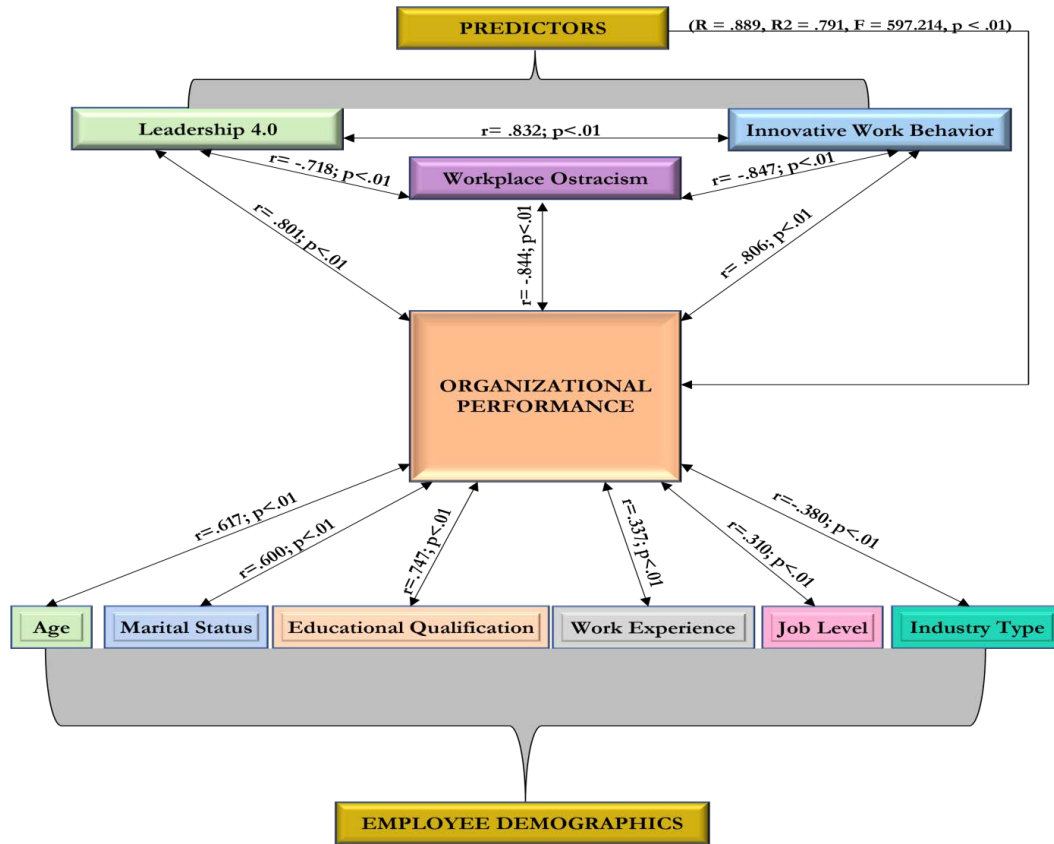 PREDICTORS
(R = .889, R2 = .791, F = 597.214, p < .01)
Leadership 4.0
r= .832; p<.01
Innovative Work Behavior
r= -.718; p<.01
Workplace Ostracism
r= -.847; p<.01
r= .801; p<.01
r= -.844; p<.01
r= .806; p<.01
ORGANIZATIONAL
PERFORMANCE
r=.617; p<.01
r=.600; p<.01
r=.747; p<.01
r=.337; p<.01
r=.310; p<.01
r=-.380; p<.01
Age
Marital Status
Educational Qualification
Work Experience
Job Level
Industry Type
EMPLOYEE DEMOGRAPHICS